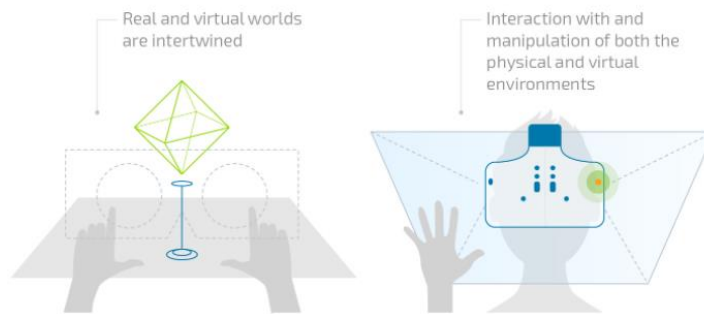 Real and virtual worlds
are intertwined
Interaction with and
manipulation of both the
physical and virtual
environments